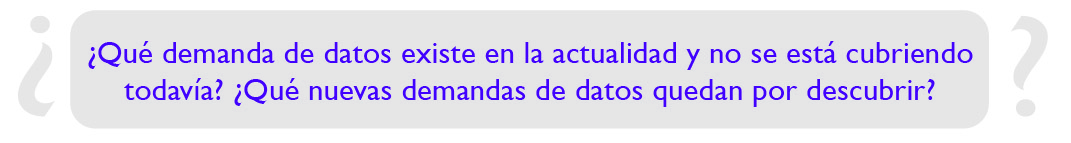 ¿Qué demanda de datos existe en la actualidad y no se está cubriendo
todavía? ¿Qué nuevas demandas de datos quedan por descubrir?